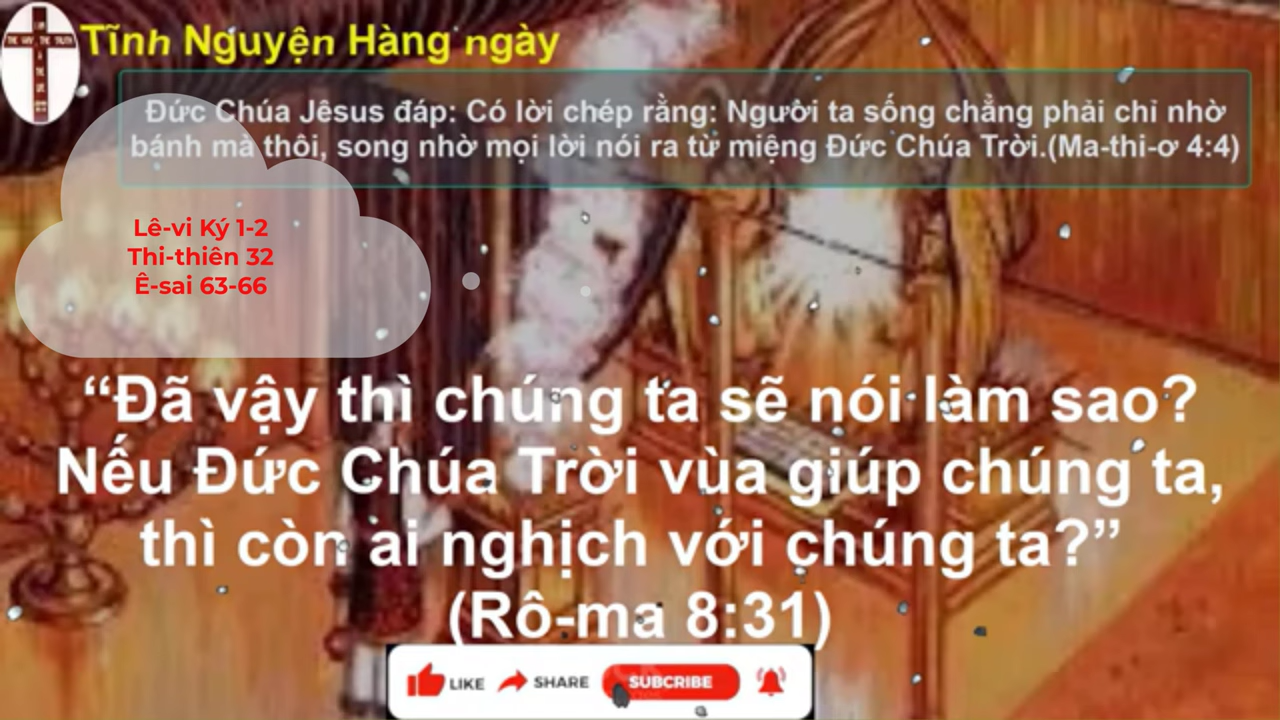 Tĩnh Nguyện Hàng ngày
Đức Chúa Jêsus đáp: Có lời chép rằng: Người ta sống chẳng phải chỉ nhờ
bánh mà thôi, song nhờ mọi lời nói ra từ miệng Đức Chúa Trời.(Ma-thi-ơ 4:4)
Lê-vi Ký 1-2
Thi-thiên 32
Ê-sai 63-66
“Đã vậy thì chúng ta sẽ nói làm sao?
Nếu Đức Chúa Trời vùa giúp chúng ta,
thì còn ai nghịch với chúng ta?”
(Rô-ma 8:31)
LIKE SHARE SUBCRIBE